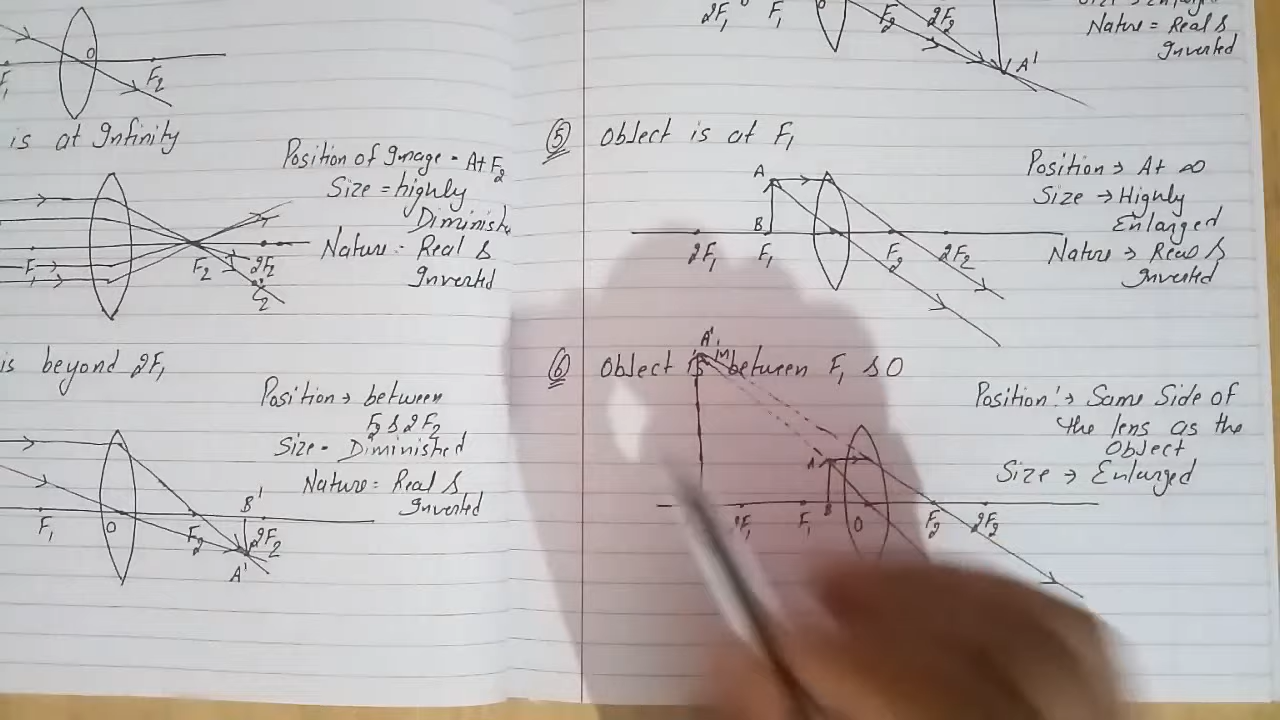 O
F₁
F₂
is at Infinity
Position of Image = At F₂
Size = highly
Diminish
Nature = Real &
Inverted
F₁
F₂
2F₂
C₂
is beyond 2F₁
Position → between
F₂ & 2F₂
Size = Diminished
Nature = Real &
Inverted
B'
F₁
O
F₂
2F₂
A'
2F₁
F₁
F₂
2F₂
A'
Nature = Real &
Inverted
⑤ Object is at F₁
Position → At ∞
Size → Highly
Enlarged
Nature → Real &
Inverted
A
B
2F₁
F₁
F₂
2F₂
A'
⑥ Object is in between F₁ & O
Position :→ Same Side of
the lens as the
Object
Size → Enlarged
A
B
2F₁
F₁
O
F₂
2F₂